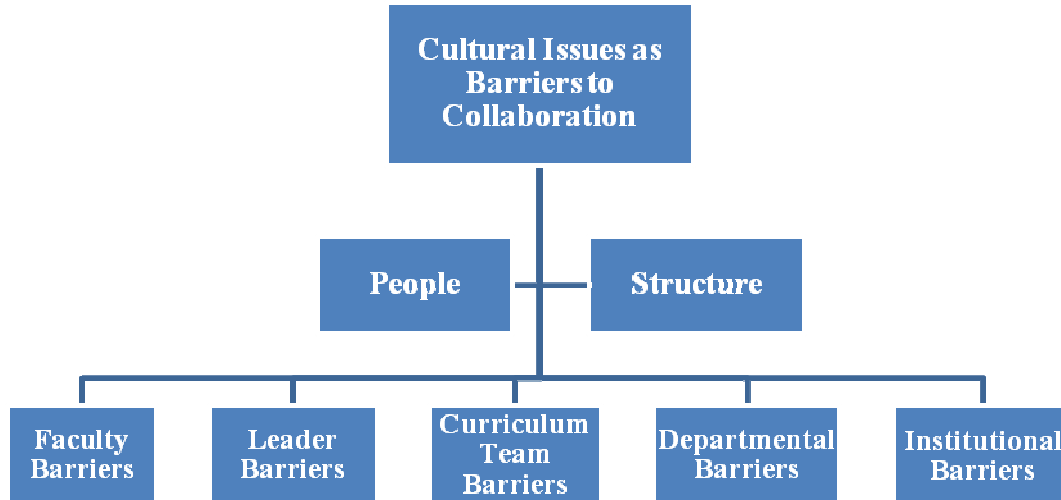 Cultural Issues as
Barriers to
Collaboration
People
Structure
Faculty
Barriers
Leader
Barriers
Curriculum
Team
Barriers
Departmental
Barriers
Institutional
Barriers